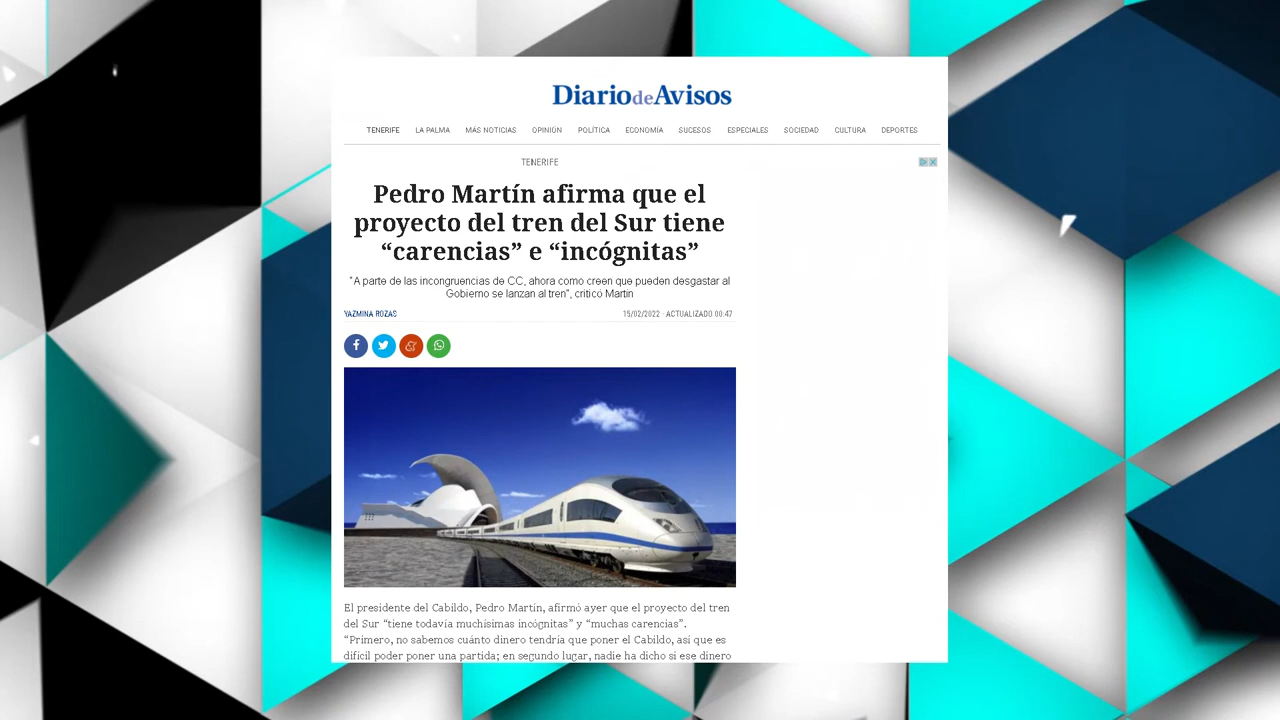 DiariodeAvisos
TENERIFE LA PALMA MÁS NOTICIAS OPINIÓN POLÍTICA ECONOMÍA SUCESOS ESPECIALES SOCIEDAD CULTURA DEPORTES
TENERIFE
Pedro Martín afirma que el
proyecto del tren del Sur tiene
“carencias” e “incógnitas”
"A parte de las incongruencias de CC, ahora como creen que pueden desgastar al
Gobierno se lanzan al tren", criticó Martín
YAZMINA ROZAS 15/02/2022 · ACTUALIZADO 00:47
El presidente del Cabildo, Pedro Martín, afirmó ayer que el proyecto del tren
del Sur “tiene todavía muchísimas incógnitas” y “muchas carencias”.
“Primero, no sabemos cuánto dinero tendría que poner el Cabildo, así que es
difícil poder poner una partida; en segundo lugar, nadie ha dicho si ese dinero